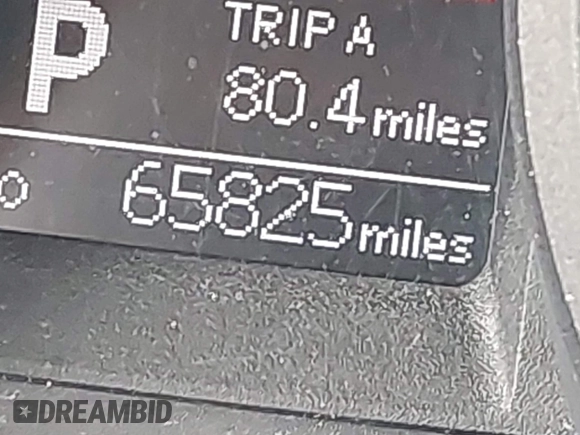 P
TRIP A
80.4 miles
o 65825 miles
DREAMBID